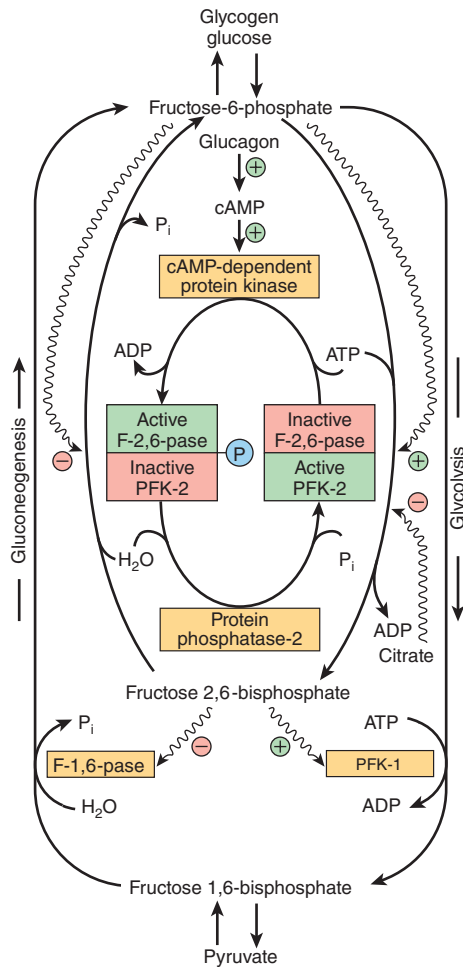 Glycogen
glucose
Fructose-6-phosphate
Glucagon
+
cAMP
+
Pi
cAMP-dependent
protein kinase
ADP
ATP
Active
F-2,6-pase
Inactive
PFK-2
P
Inactive
F-2,6-pase
Active
PFK-2
−
+
−
Gluconeogenesis
Glycolysis
H2O
Pi
Protein
phosphatase-2
ADP
Citrate
Fructose 2,6-bisphosphate
Pi
−
+
ATP
F-1,6-pase
PFK-1
H2O
ADP
Fructose 1,6-bisphosphate
Pyruvate